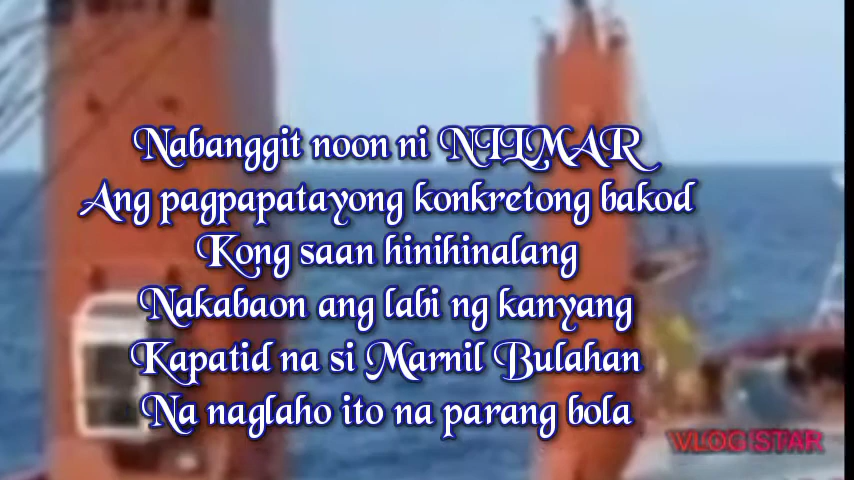 Nabanggit noon ni NILMAR
Ang pagpapatayong konkretong bakod
Kong saan hinihinalang
Nakabaon ang labi ng kanyang
Kapatid na si Marnil Bulahan
Na naglaho ito na parang bola
VLOG STAR